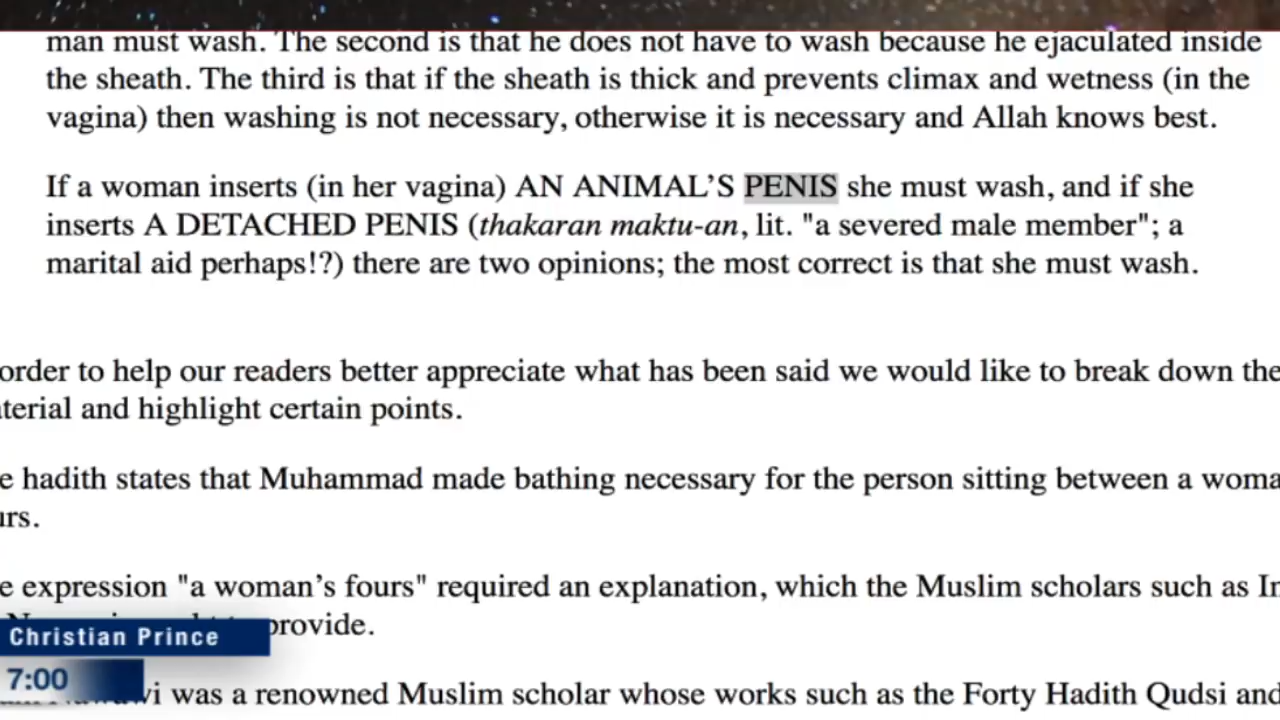 man must wash. The second is that he does not have to wash because he ejaculated inside
the sheath. The third is that if the sheath is thick and prevents climax and wetness (in the
vagina) then washing is not necessary, otherwise it is necessary and Allah knows best.
If a woman inserts (in her vagina) AN ANIMAL'S PENIS she must wash, and if she
inserts A DETACHED PENIS (thakaran maktu-an, lit. "a severed male member"; a
marital aid perhaps!?) there are two opinions; the most correct is that she must wash.
order to help our readers better appreciate what has been said we would like to break down the
terial and highlight certain points.
e hadith states that Muhammad made bathing necessary for the person sitting between a woma
urs.
e expression "a woman's fours" required an explanation, which the Muslim scholars such as
provide.
Christian Prince
7:00
was a renowned Muslim scholar whose works such as the Forty Hadith Qudsi and